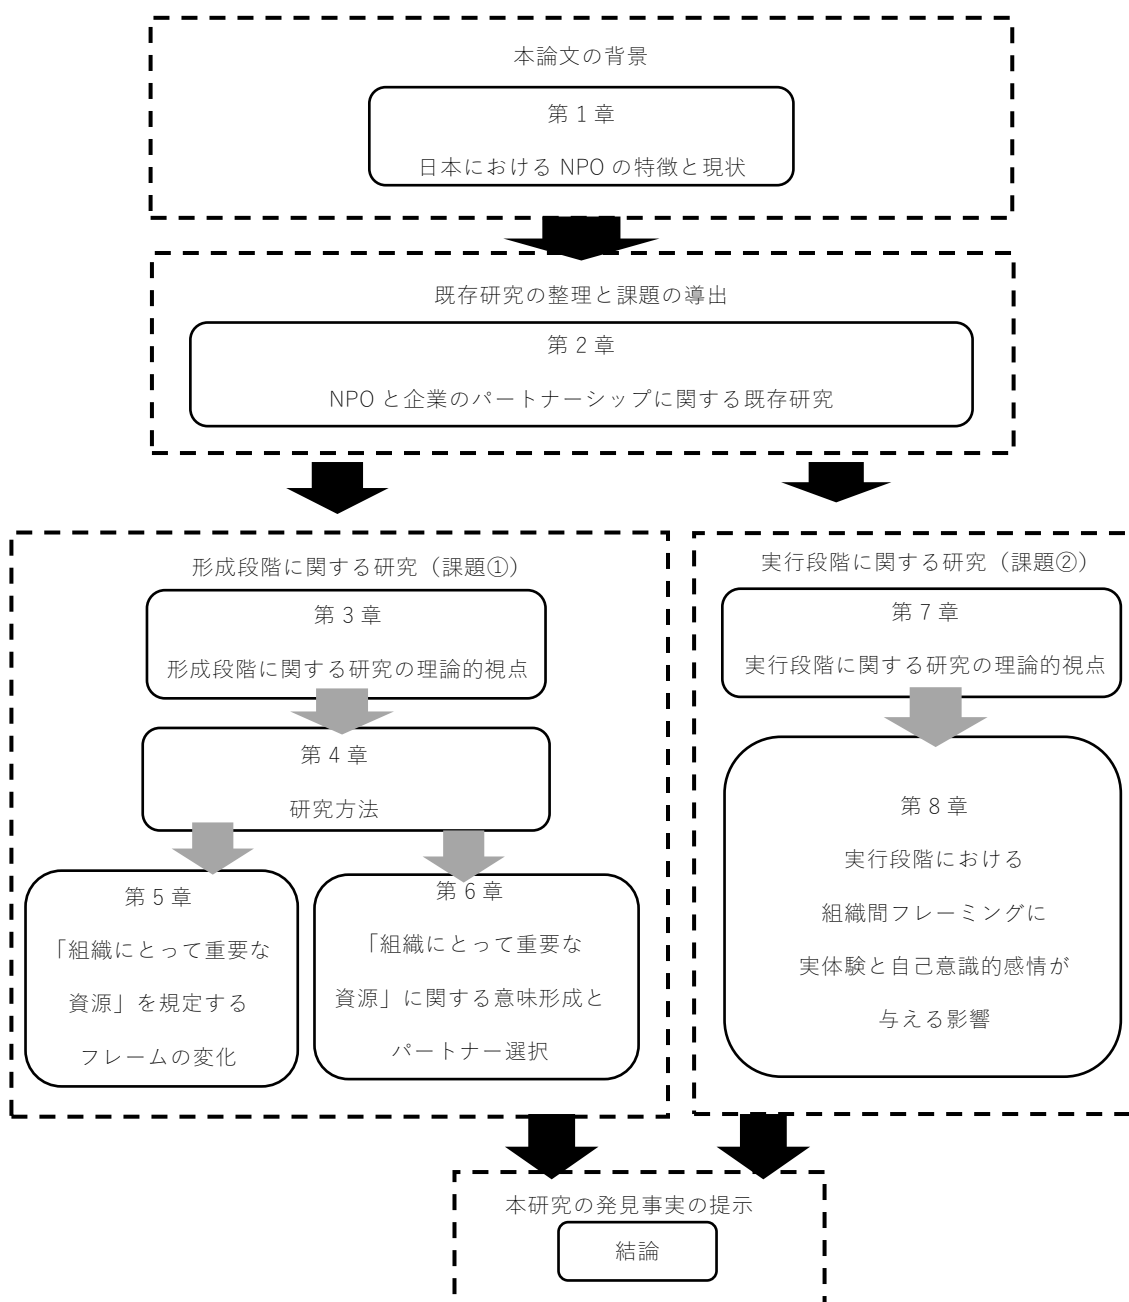 本論文の背景
第 1 章
日本における NPO の特徴と現状
既存研究の整理と課題の導出
第 2 章
NPO と企業のパートナーシップに関する既存研究
形成段階に関する研究（課題①）
第 3 章
形成段階に関する研究の理論的視点
第 4 章
研究方法
第 5 章
「組織にとって重要な
資源」を規定する
フレームの変化
第 6 章
「組織にとって重要な
資源」に関する意味形成と
パートナー選択
実行段階に関する研究（課題②）
第 7 章
実行段階に関する研究の理論的視点
第 8 章
実行段階における
組織間フレーミングに
実体験と自己意識的感情が
与える影響
本研究の発見事実の提示
結論